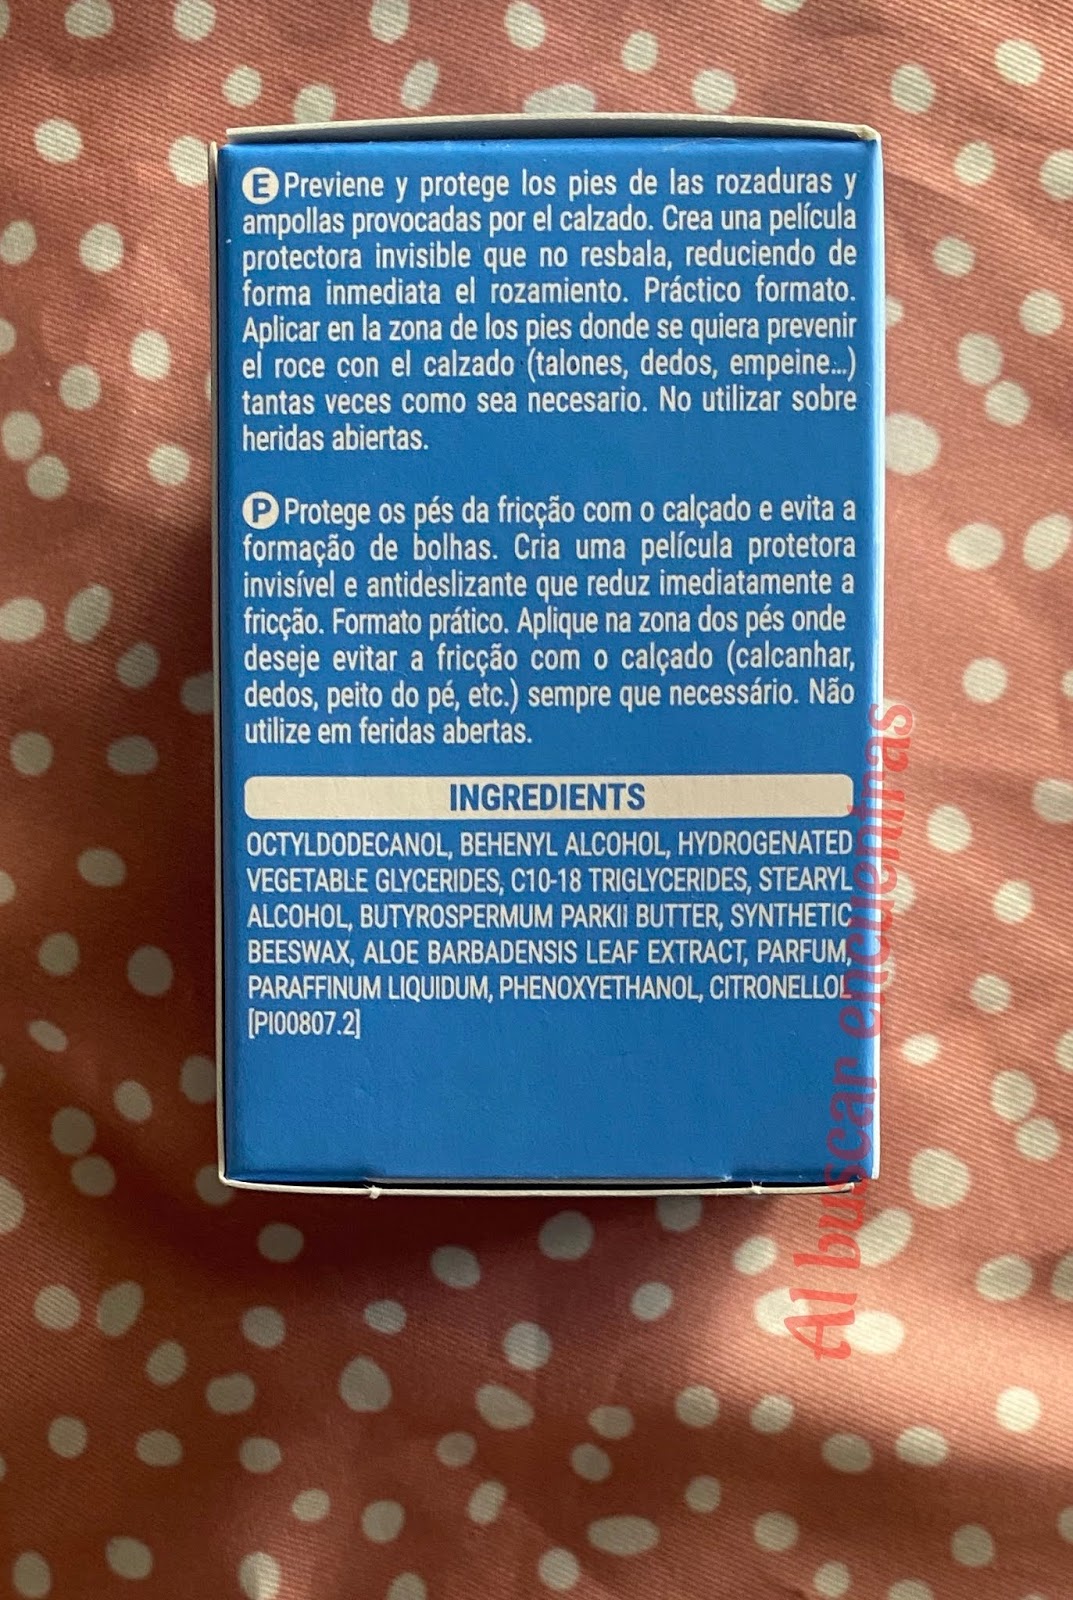 E Previene y protege los pies de las rozaduras y
ampollas provocadas por el calzado. Crea una película
protectora invisible que no resbala, reduciendo de
forma inmediata el rozamiento. Práctico formato.
Aplicar en la zona de los pies donde se quiera prevenir
el roce con el calzado (talones, dedos, empeine...)
tantas veces como sea necesario. No utilizar sobre
heridas abiertas.
P Protege os pés da fricção com o calçado e evita a
formação de bolhas. Cria uma película protetora
invisível e antideslizante que reduz imediatamente a
fricção. Formato prático. Aplique na zona dos pés onde
deseje evitar a fricção com o calçado (calcanhar,
dedos, peito do pé, etc.) sempre que necessário. Não
utilize em feridas abertas.
INGREDIENTS
OCTYLDODECANOL, BEHENYL ALCOHOL, HYDROGENATED
VEGETABLE GLYCERIDES, C10-18 TRIGLYCERIDES, STEARYL
ALCOHOL, BUTYROSPERMUM PARKII BUTTER, SYNTHETIC
BEESWAX, ALOE BARBADENSIS LEAF EXTRACT, PARFUM,
PARAFFINUM LIQUIDUM, PHENOXYETHANOL, CITRONELLOL
[PI00807.2]
Al buscar encuentras